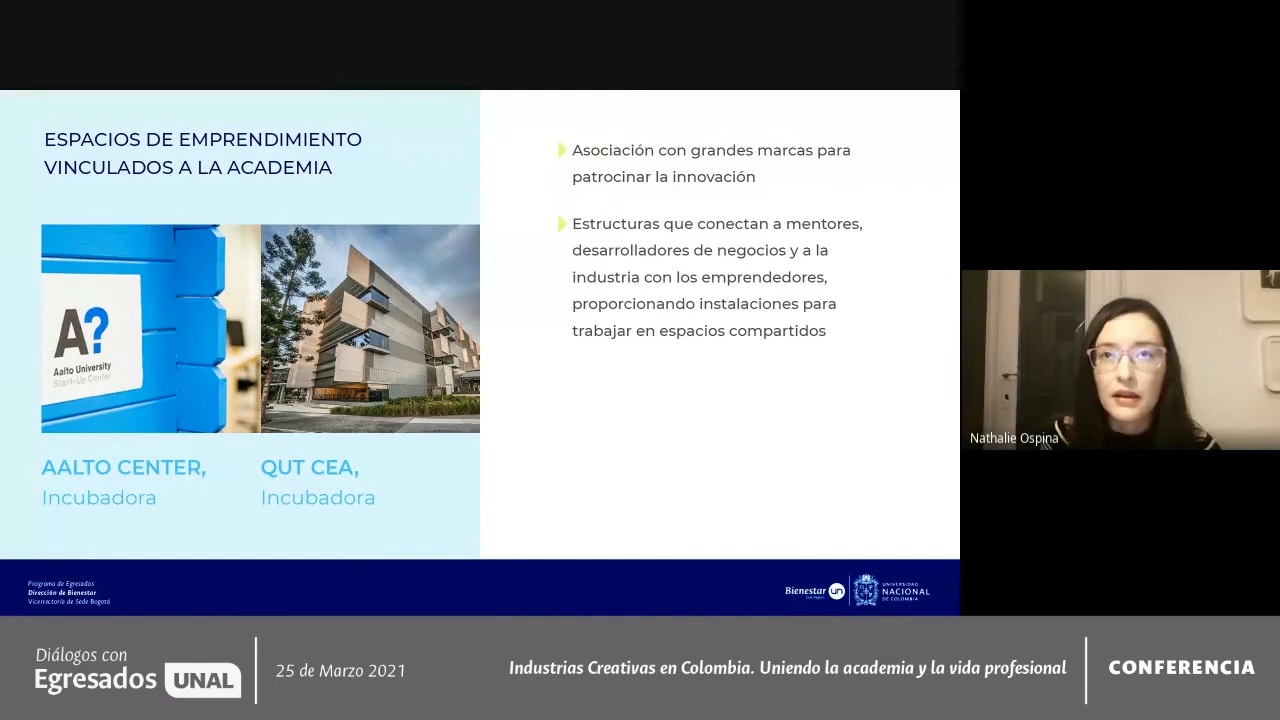 ESPACIOS DE EMPRENDIMIENTO
VINCULADOS A LA ACADEMIA
A?
Aalto University
Start-Up Center
AALTO CENTER,
Incubadora
QUT CEA,
Incubadora
Asociación con grandes marcas para
patrocinar la innovación
Estructuras que conectan a mentores,
desarrolladores de negocios y a la
industria con los emprendedores,
proporcionando instalaciones para
trabajar en espacios compartidos
Nathalie Ospina
Programa de Egresados
Dirección de Bienestar
Vicerrectoría de Sede Bogotá
Bienestar un
UNIVERSIDAD
NACIONAL
DE COLOMBIA
Diálogos con
Egresados UNAL
25 de Marzo 2021
Industrias Creativas en Colombia. Uniendo la academia y la vida profesional
CONFERENCIA